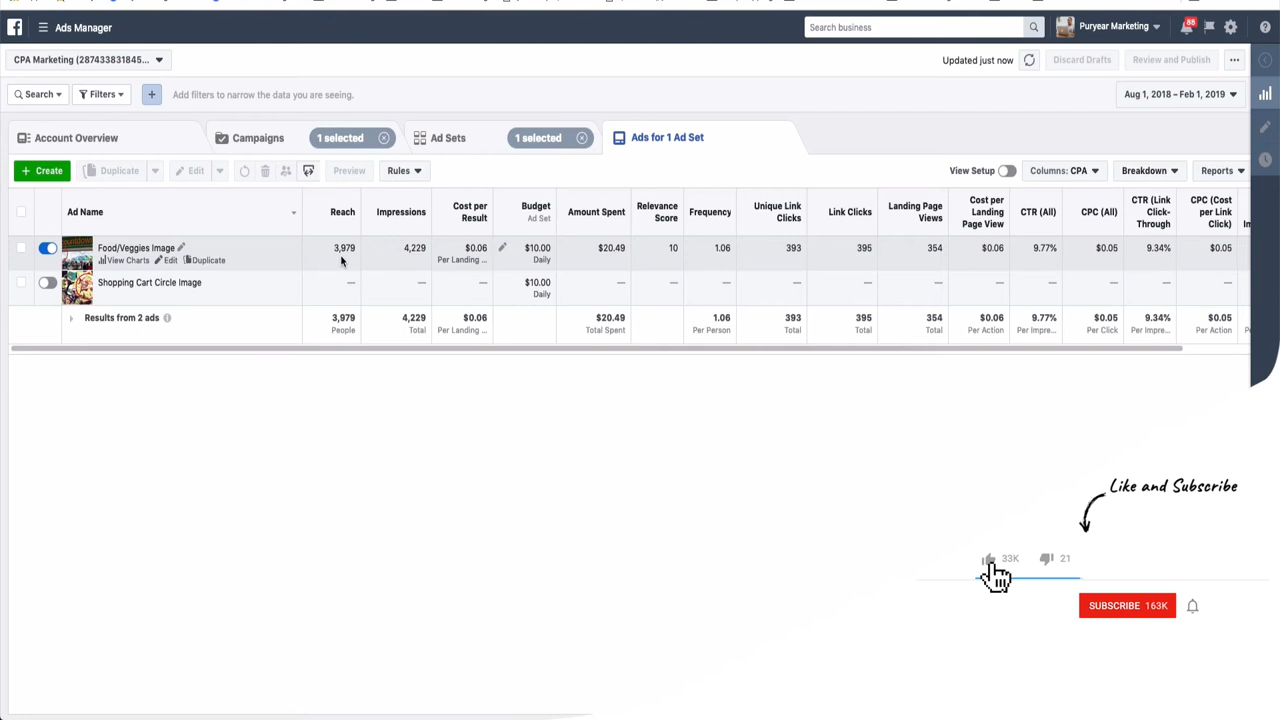 Ads Manager
Search business
Puryear Marketing
88
CPA Marketing (287433831845...
Updated just now
Discard Drafts
Review and Publish
Search
Filters
Add filters to narrow the data you are seeing.
Aug 1, 2018 – Feb 1, 2019
Account Overview
Campaigns
1 selected
Ad Sets
1 selected
Ads for 1 Ad Set
+ Create
Duplicate
Edit
Preview
Rules
View Setup
Columns: CPA
Breakdown
Reports
Ad Name
Reach
Impressions
Cost per Result
Budget
Ad Set
Amount Spent
Relevance Score
Frequency
Unique Link Clicks
Link Clicks
Landing Page Views
Cost per Landing Page View
CTR (All)
CPC (All)
CTR (Link Click-Through)
CPC (Cost per Link Click)
Food/Veggies Image 3,979 4,229 $0.06 $10.00 $20.49 10 1.06 393 395 354 $0.06 9.77% $0.05 9.34% $0.05
View Charts Edit Duplicate Per Landing ... Daily
Shopping Cart Circle Image — — — $10.00 — — — — — — — — — — —
Daily
Results from 2 ads 3,979 4,229 $0.06 $20.49 1.06 393 395 354 $0.06 9.77% $0.05 9.34% $0.05
People Total Per Landing ... Total Spent Per Person Total Total Total Per Action Per Impre... Per Click Per Impre... Per Action
Like and Subscribe
33K 21
SUBSCRIBE 163K